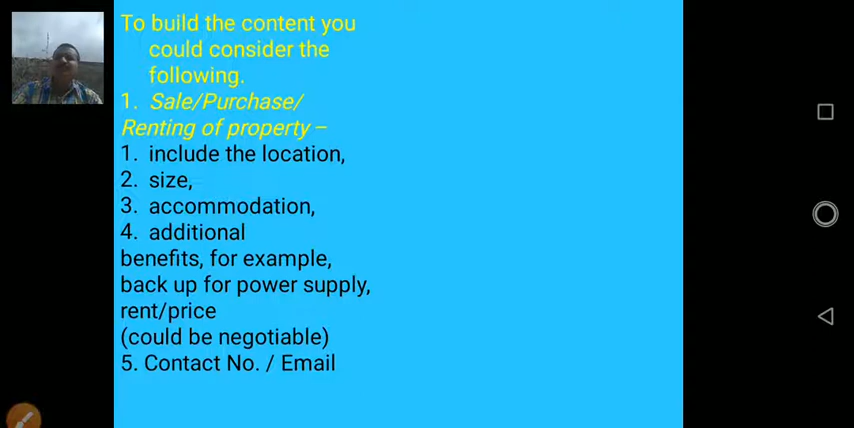 To build the content you
could consider the
following.
1. Sale/Purchase/
Renting of property –
1. include the location,
2. size,
3. accommodation,
4. additional
benefits, for example,
back up for power supply,
rent/price
(could be negotiable)
5. Contact No. / Email